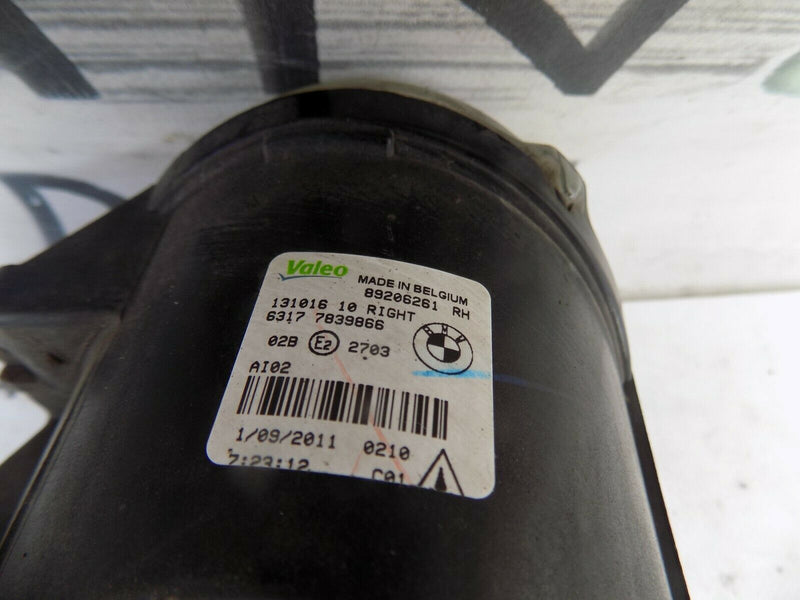 Valeo
MADE IN BELGIUM
89206261 RH
131016 10 RIGHT
6317 7839866
BMW
02B E2 2703
AI02
1/09/2011 0210
7:23:12 C01